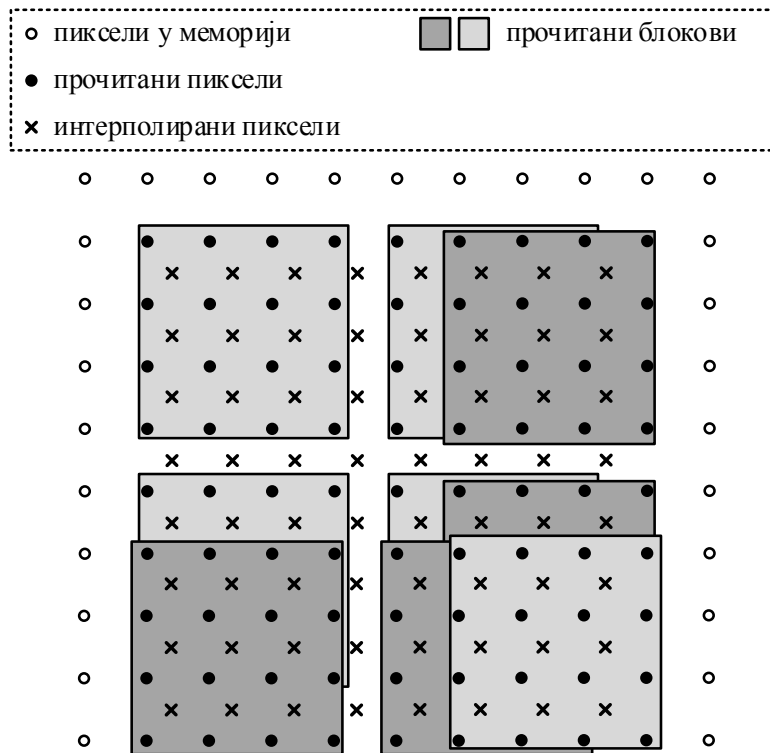 пиксели у меморији
прочитани блокови
прочитани пиксели
интерполирани пиксели